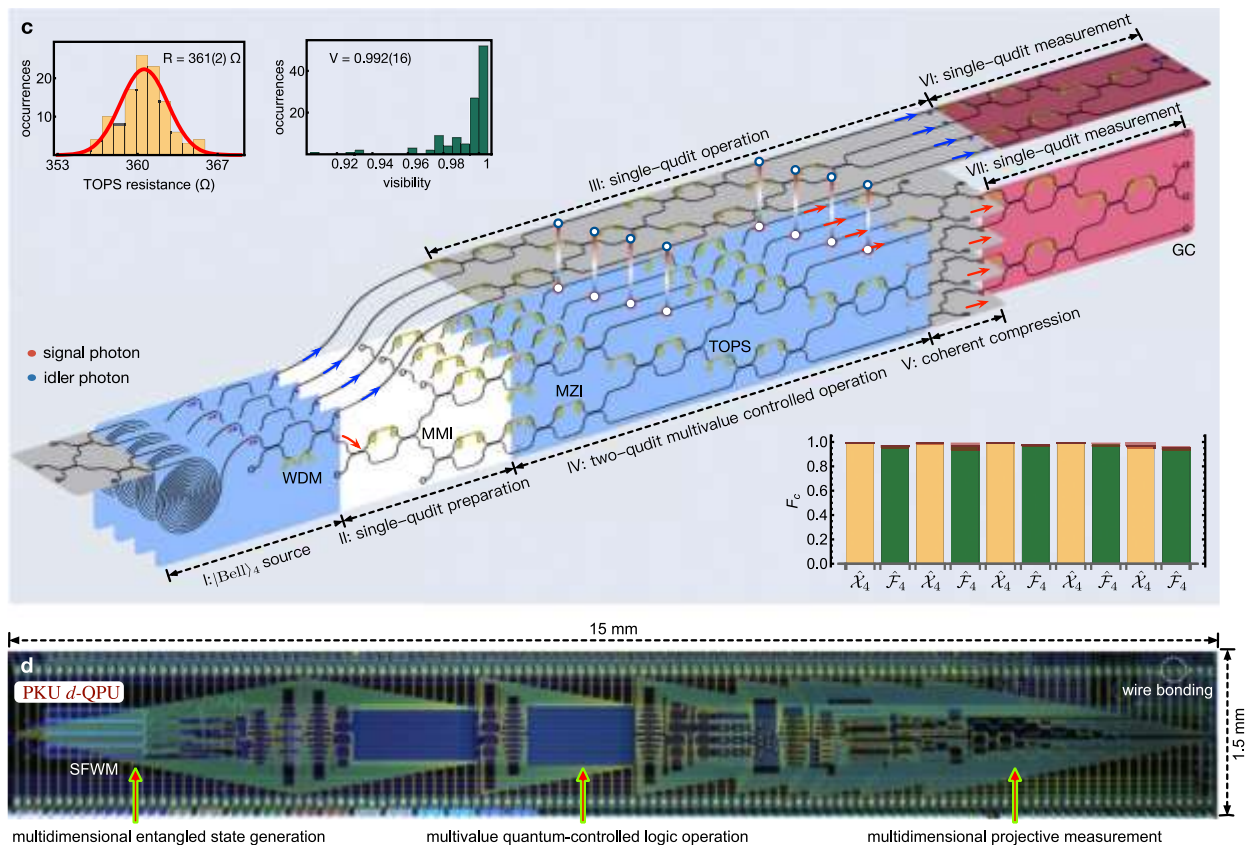 c
R = 361(2) Ω
occurrences
20
10
353
360
367
TOPS resistance (Ω)
V = 0.992(16)
occurrences
40
20
0.92
0.94
0.96
0.98
1
visibility
VI: single-qudit measurement
III: single-qudit operation
VII: single-qudit measurement
GC
signal photon
idler photon
TOPS
V: coherent compression
MZI
MMI
IV: two-qudit multivalue controlled operation
WDM
II: single-qudit preparation
I:|Bell⟩₄ source
F_c
1.0
0.8
0.6
0.4
0.2
0.0
X̂₄ F̂₄ X̂₄ F̂₄ X̂₄ F̂₄ X̂₄ F̂₄ X̂₄ F̂₄
15 mm
d
PKU d-QPU
wire bonding
1.5 mm
SFWM
multidimensional entangled state generation
multivalue quantum-controlled logic operation
multidimensional projective measurement